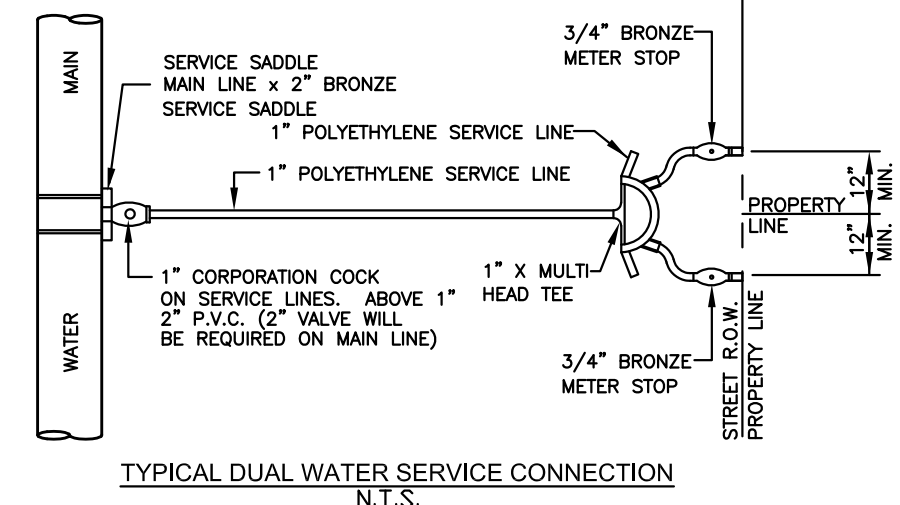 MAIN
WATER
SERVICE SADDLE
MAIN LINE x 2" BRONZE
SERVICE SADDLE
1" POLYETHYLENE SERVICE LINE
1" POLYETHYLENE SERVICE LINE
1" CORPORATION COCK
ON SERVICE LINES. ABOVE 1"
2" P.V.C. (2" VALVE WILL
BE REQUIRED ON MAIN LINE)
3/4" BRONZE
METER STOP
1" X MULTI
HEAD TEE
3/4" BRONZE
METER STOP
12"
MIN.
PROPERTY
LINE
12"
MIN.
STREET R.O.W.
PROPERTY LINE
TYPICAL DUAL WATER SERVICE CONNECTION
N.T.S.